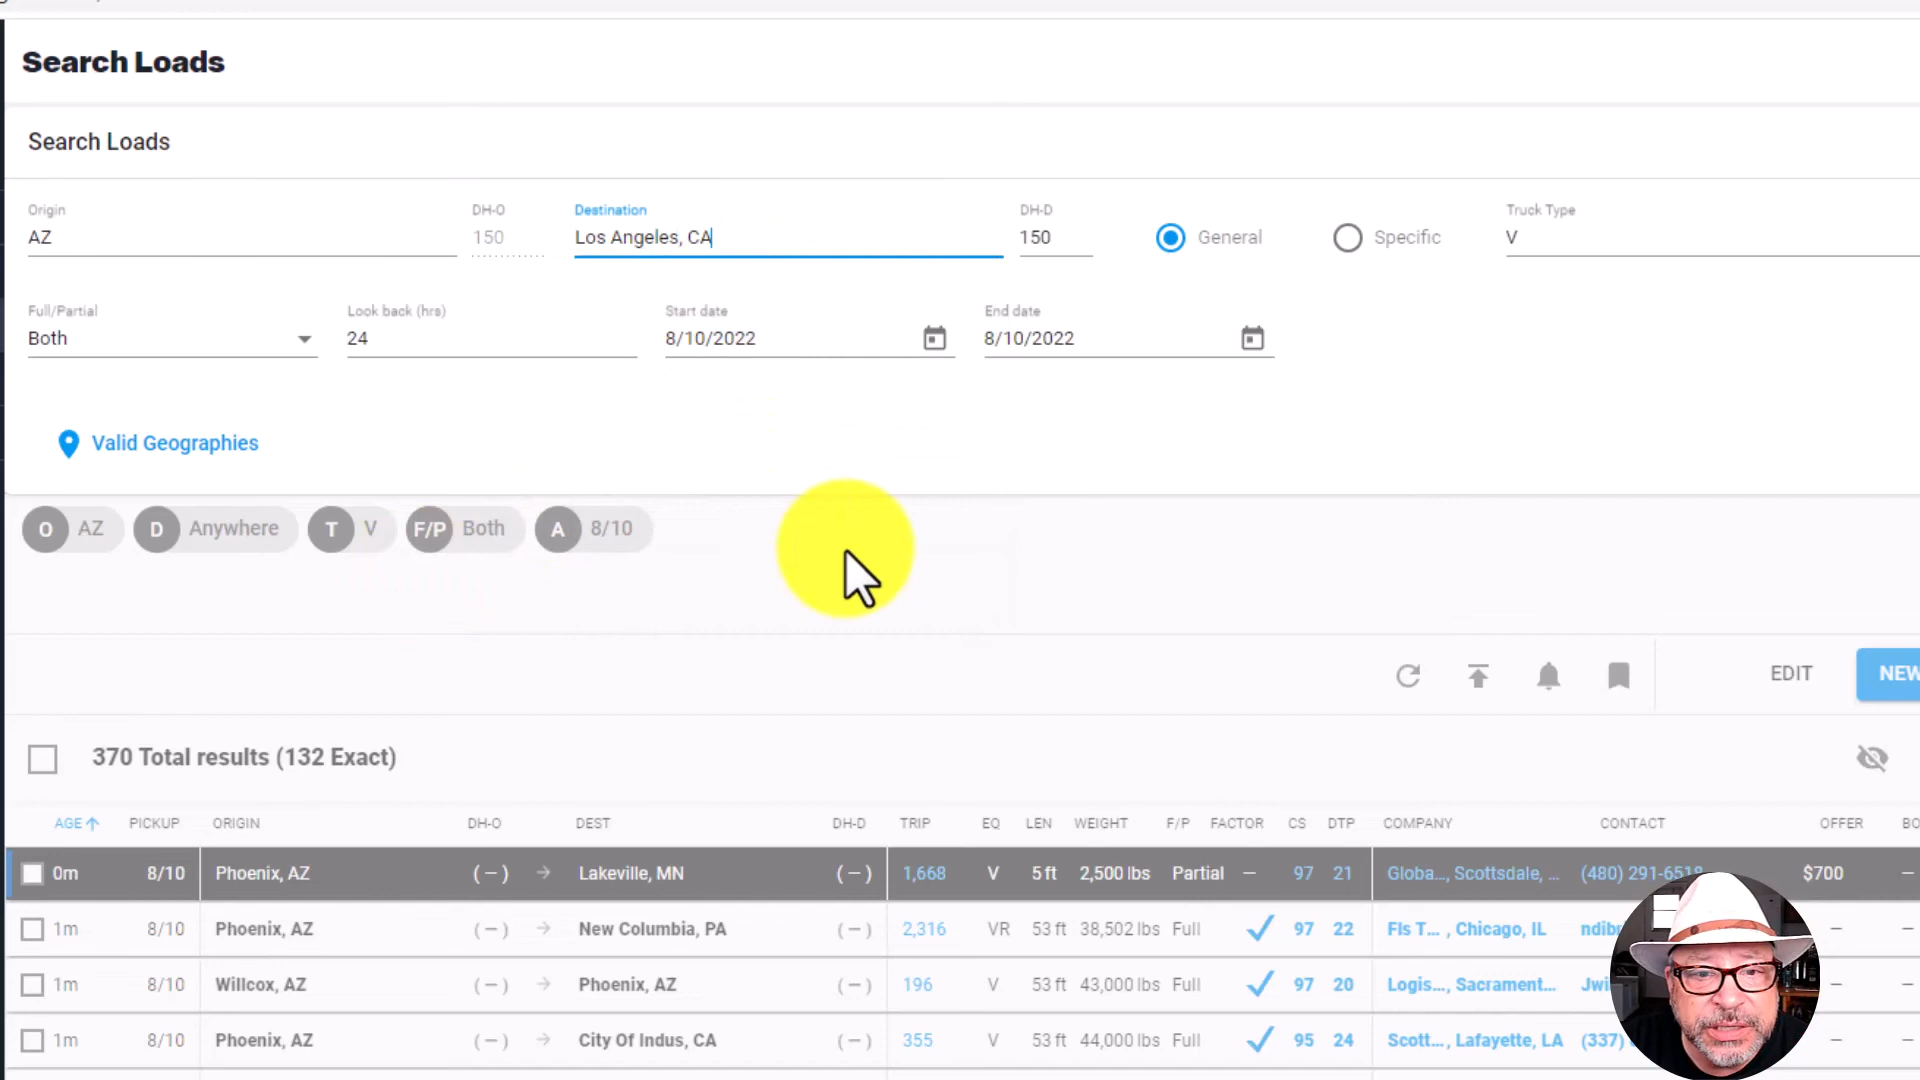 Search Loads
Search Loads
Origin DH-O Destination DH-D Truck Type
AZ 150 Los Angeles, CA 150 General Specific V
Full/Partial Look back (hrs) Start date End date
Both 24 8/10/2022 8/10/2022
Valid Geographies
O AZ D Anywhere T V F/P Both A 8/10
EDIT NEW
370 Total results (132 Exact)
AGE PICKUP ORIGIN DH-O DEST DH-D TRIP EQ LEN WEIGHT F/P FACTOR CS DTP COMPANY CONTACT OFFER BO
0m 8/10 Phoenix, AZ (–) → Lakeville, MN (–) 1,668 V 5 ft 2,500 lbs Partial – 97 21 Globa..., Scottsdale, ... (480) 291-6518 $700 –
1m 8/10 Phoenix, AZ (–) → New Columbia, PA (–) 2,316 VR 53 ft 38,502 lbs Full 97 22 Fls T... , Chicago, IL – –
1m 8/10 Willcox, AZ (–) → Phoenix, AZ (–) 196 V 53 ft 43,000 lbs Full 97 20 Logis..., Sacrament... – –
1m 8/10 Phoenix, AZ (–) → City Of Indus, CA (–) 355 V 53 ft 44,000 lbs Full 95 24 Scott..., Lafayette, LA (337) – –